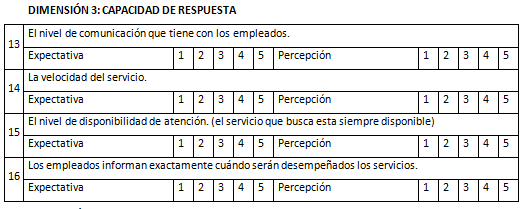 DIMENSIÓN 3: CAPACIDAD DE RESPUESTA
13 El nivel de comunicación que tiene con los empleados.
Expectativa 1 2 3 4 5 Percepción 1 2 3 4 5
14 La velocidad del servicio.
Expectativa 1 2 3 4 5 Percepción 1 2 3 4 5
15 El nivel de disponibilidad de atención. (el servicio que busca esta siempre disponible)
Expectativa 1 2 3 4 5 Percepción 1 2 3 4 5
16 Los empleados informan exactamente cuándo serán desempeñados los servicios.
Expectativa 1 2 3 4 5 Percepción 1 2 3 4 5